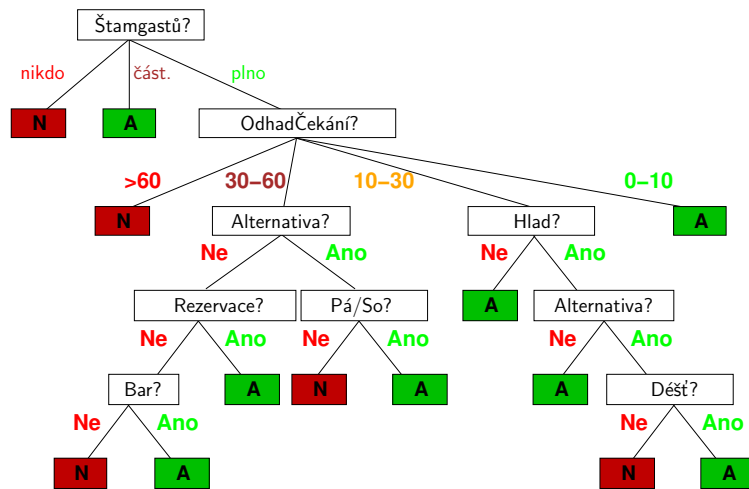 Štamgastů?
nikdo část. plno
N A OdhadČekání?
>60 30–60 10–30 0–10
N Alternativa? Hlad? A
Ne Ano Ne Ano
Rezervace? Pá/So? A Alternativa?
Ne Ano Ne Ano Ne Ano
Bar? A N A A Déšť?
Ne Ano Ne Ano
N A N A